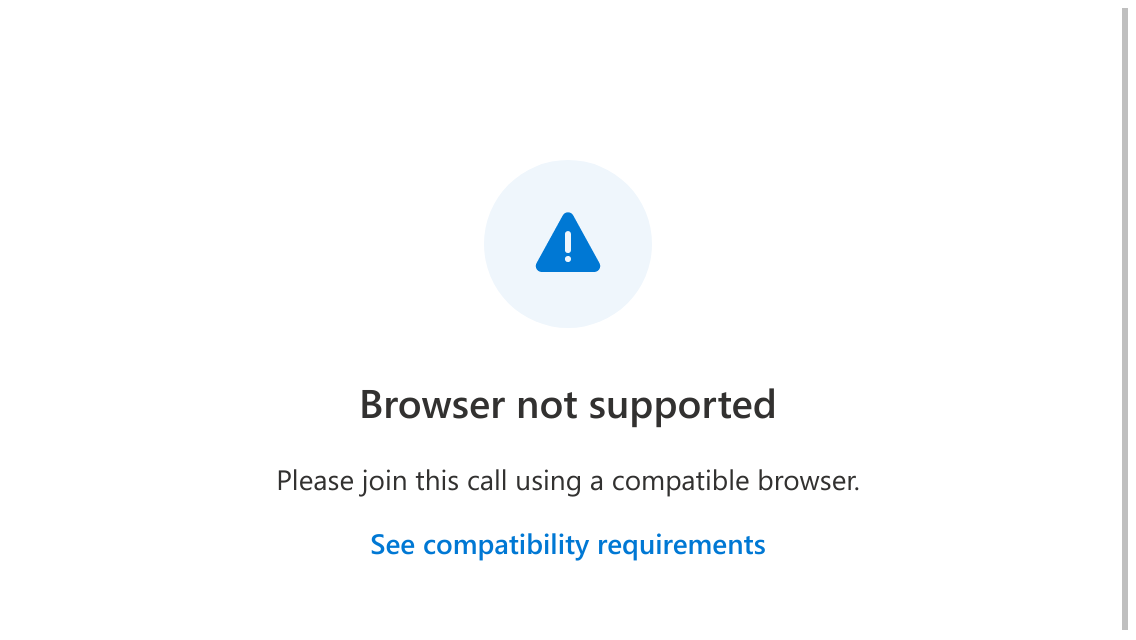 Browser not supported
Please join this call using a compatible browser.
See compatibility requirements